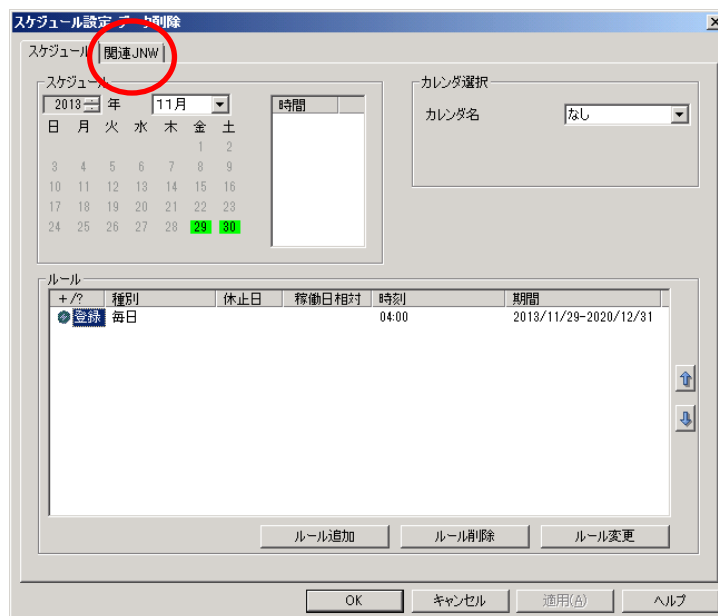 スケジュール設定-データ削除
スケジュール 関連JNW
スケジュール
2013 年 11月
日 月 火 水 木 金 土
1 2
3 4 5 6 7 8 9
10 11 12 13 14 15 16
17 18 19 20 21 22 23
24 25 26 27 28 29 30
時間
カレンダ選択
カレンダ名 なし
ルール
+/? 種別 休止日 稼働日相対 時刻 期間
登録 毎日 04:00 2013/11/29-2020/12/31
ルール追加 ルール削除 ルール変更
OK キャンセル 適用(A) ヘルプ